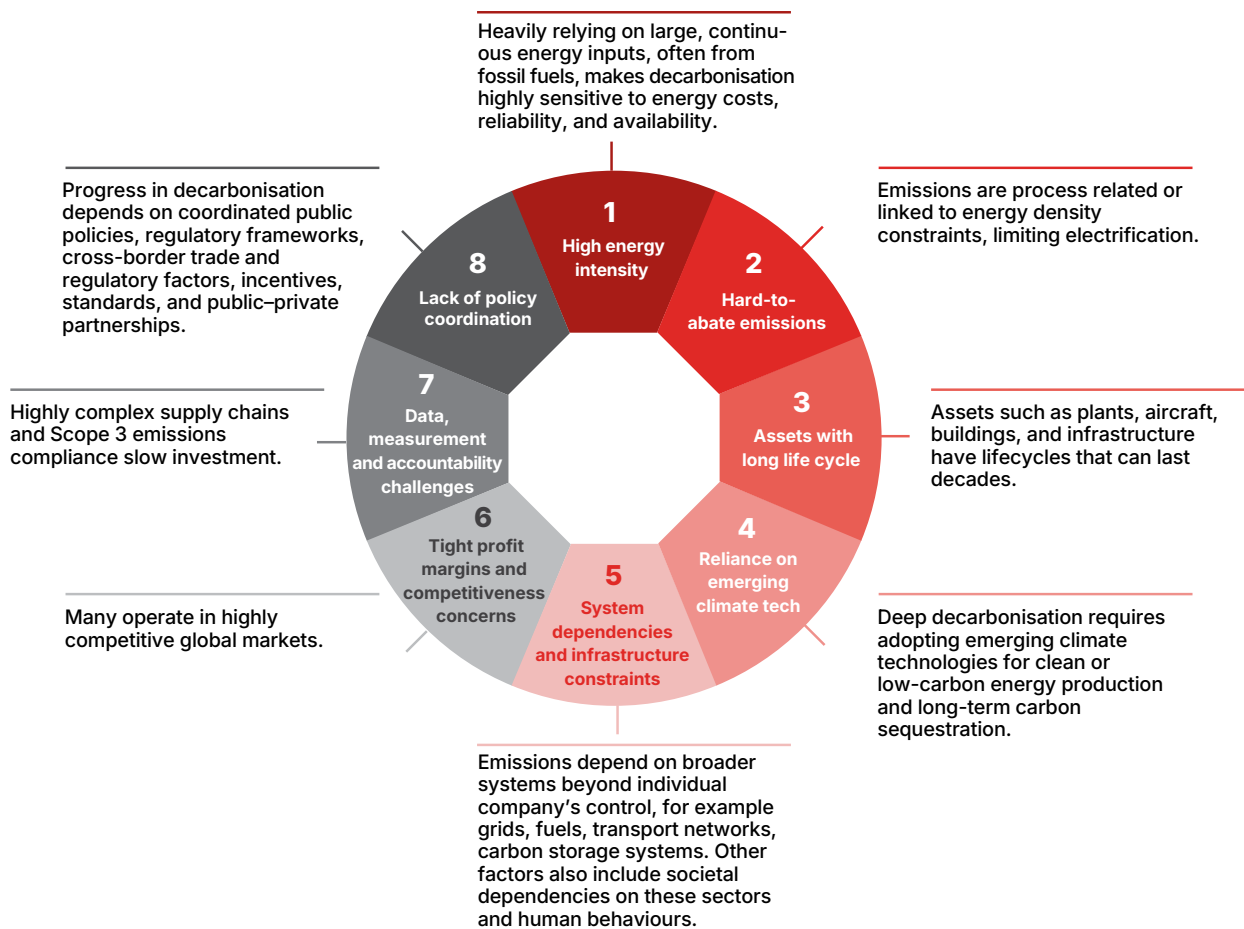 Heavily relying on large, continu-
ous energy inputs, often from
fossil fuels, makes decarbonisation
highly sensitive to energy costs,
reliability, and availability.
1
High energy
intensity
Emissions are process related or
linked to energy density
constraints, limiting electrification.
2
Hard-to-
abate emissions
Assets such as plants, aircraft,
buildings, and infrastructure
have lifecycles that can last
decades.
3
Assets with
long life cycle
Deep decarbonisation requires
adopting emerging climate
technologies for clean or
low-carbon energy production
and long-term carbon
sequestration.
4
Reliance on
emerging
climate tech
5
System
dependencies
and infrastructure
constraints
Emissions depend on broader
systems beyond individual
company’s control, for example
grids, fuels, transport networks,
carbon storage systems. Other
factors also include societal
dependencies on these sectors
and human behaviours.
6
Tight profit
margins and
competitiveness
concerns
Many operate in highly
competitive global markets.
7
Data,
measurement
and accountability
challenges
Highly complex supply chains
and Scope 3 emissions
compliance slow investment.
8
Lack of policy
coordination
Progress in decarbonisation
depends on coordinated public
policies, regulatory frameworks,
cross-border trade and
regulatory factors, incentives,
standards, and public–private
partnerships.